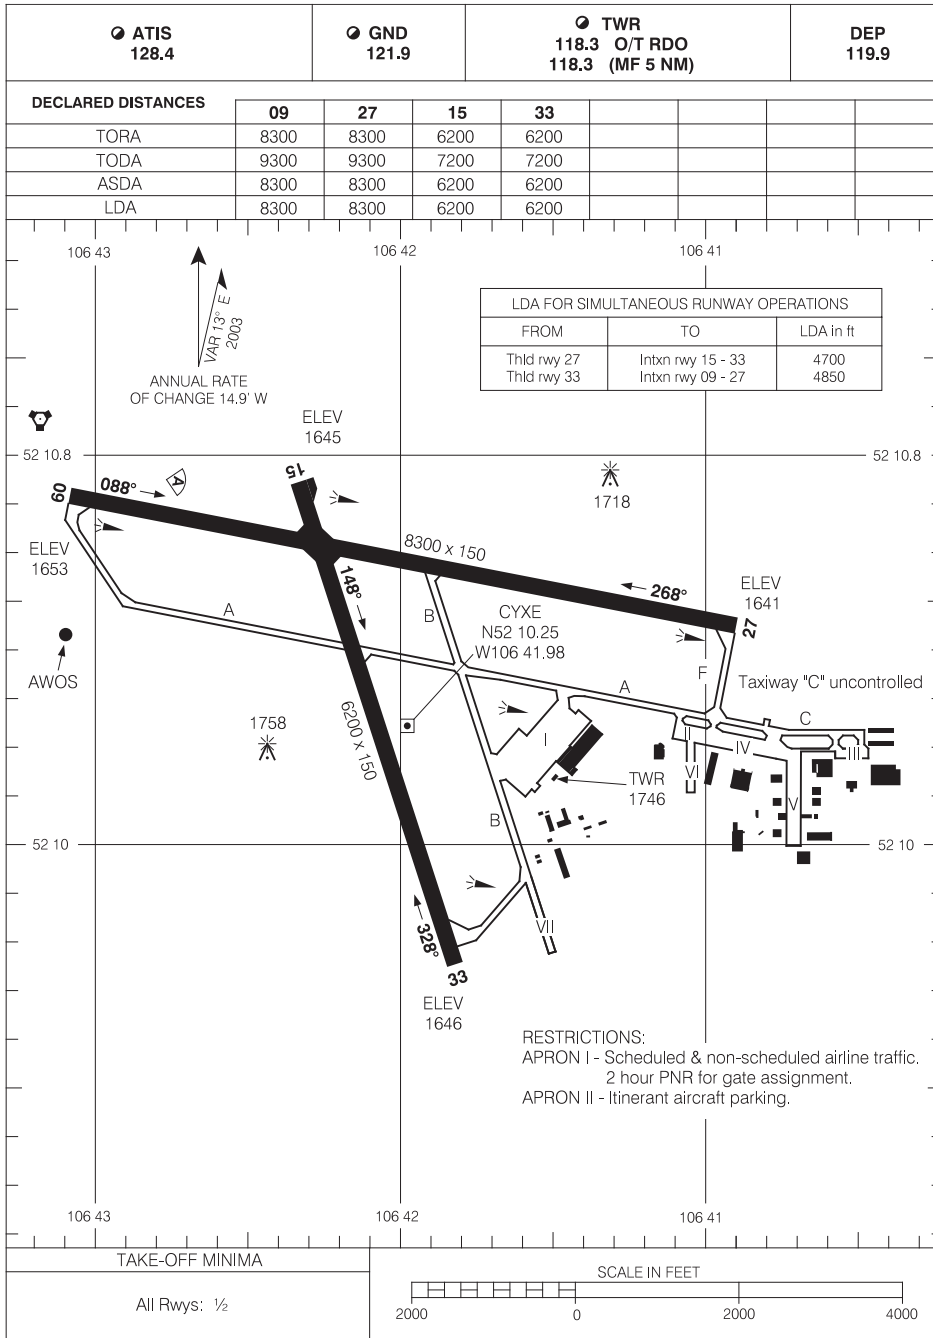 ATIS
128.4
GND
121.9
TWR
118.3 O/T RDO
118.3 (MF 5 NM)
DEP
119.9
DECLARED DISTANCES
09 27 15 33
TORA 8300 8300 6200 6200
TODA 9300 9300 7200 7200
ASDA 8300 8300 6200 6200
LDA 8300 8300 6200 6200
106 43
106 42
106 41
VAR 13° E
2003
ANNUAL RATE
OF CHANGE 14.9' W
LDA FOR SIMULTANEOUS RUNWAY OPERATIONS
FROM TO LDA in ft
Thld rwy 27 Intxn rwy 15 - 33 4700
Thld rwy 33 Intxn rwy 09 - 27 4850
ELEV
1645
52 10.8
52 10.8
15
A
1718
09
088°
8300 x 150
ELEV
1653
148°
268°
ELEV
1641
27
A
B
CYXE
N52 10.25
W106 41.98
AWOS
F
A
Taxiway "C" uncontrolled
1758
6200 x 150
I
II
IV
C
III
VI
TWR
1746
V
B
52 10
52 10
VII
328°
33
ELEV
1646
RESTRICTIONS:
APRON I - Scheduled & non-scheduled airline traffic.
2 hour PNR for gate assignment.
APRON II - Itinerant aircraft parking.
106 43
106 42
106 41
TAKE-OFF MINIMA
All Rwys: ½
SCALE IN FEET
2000 0 2000 4000